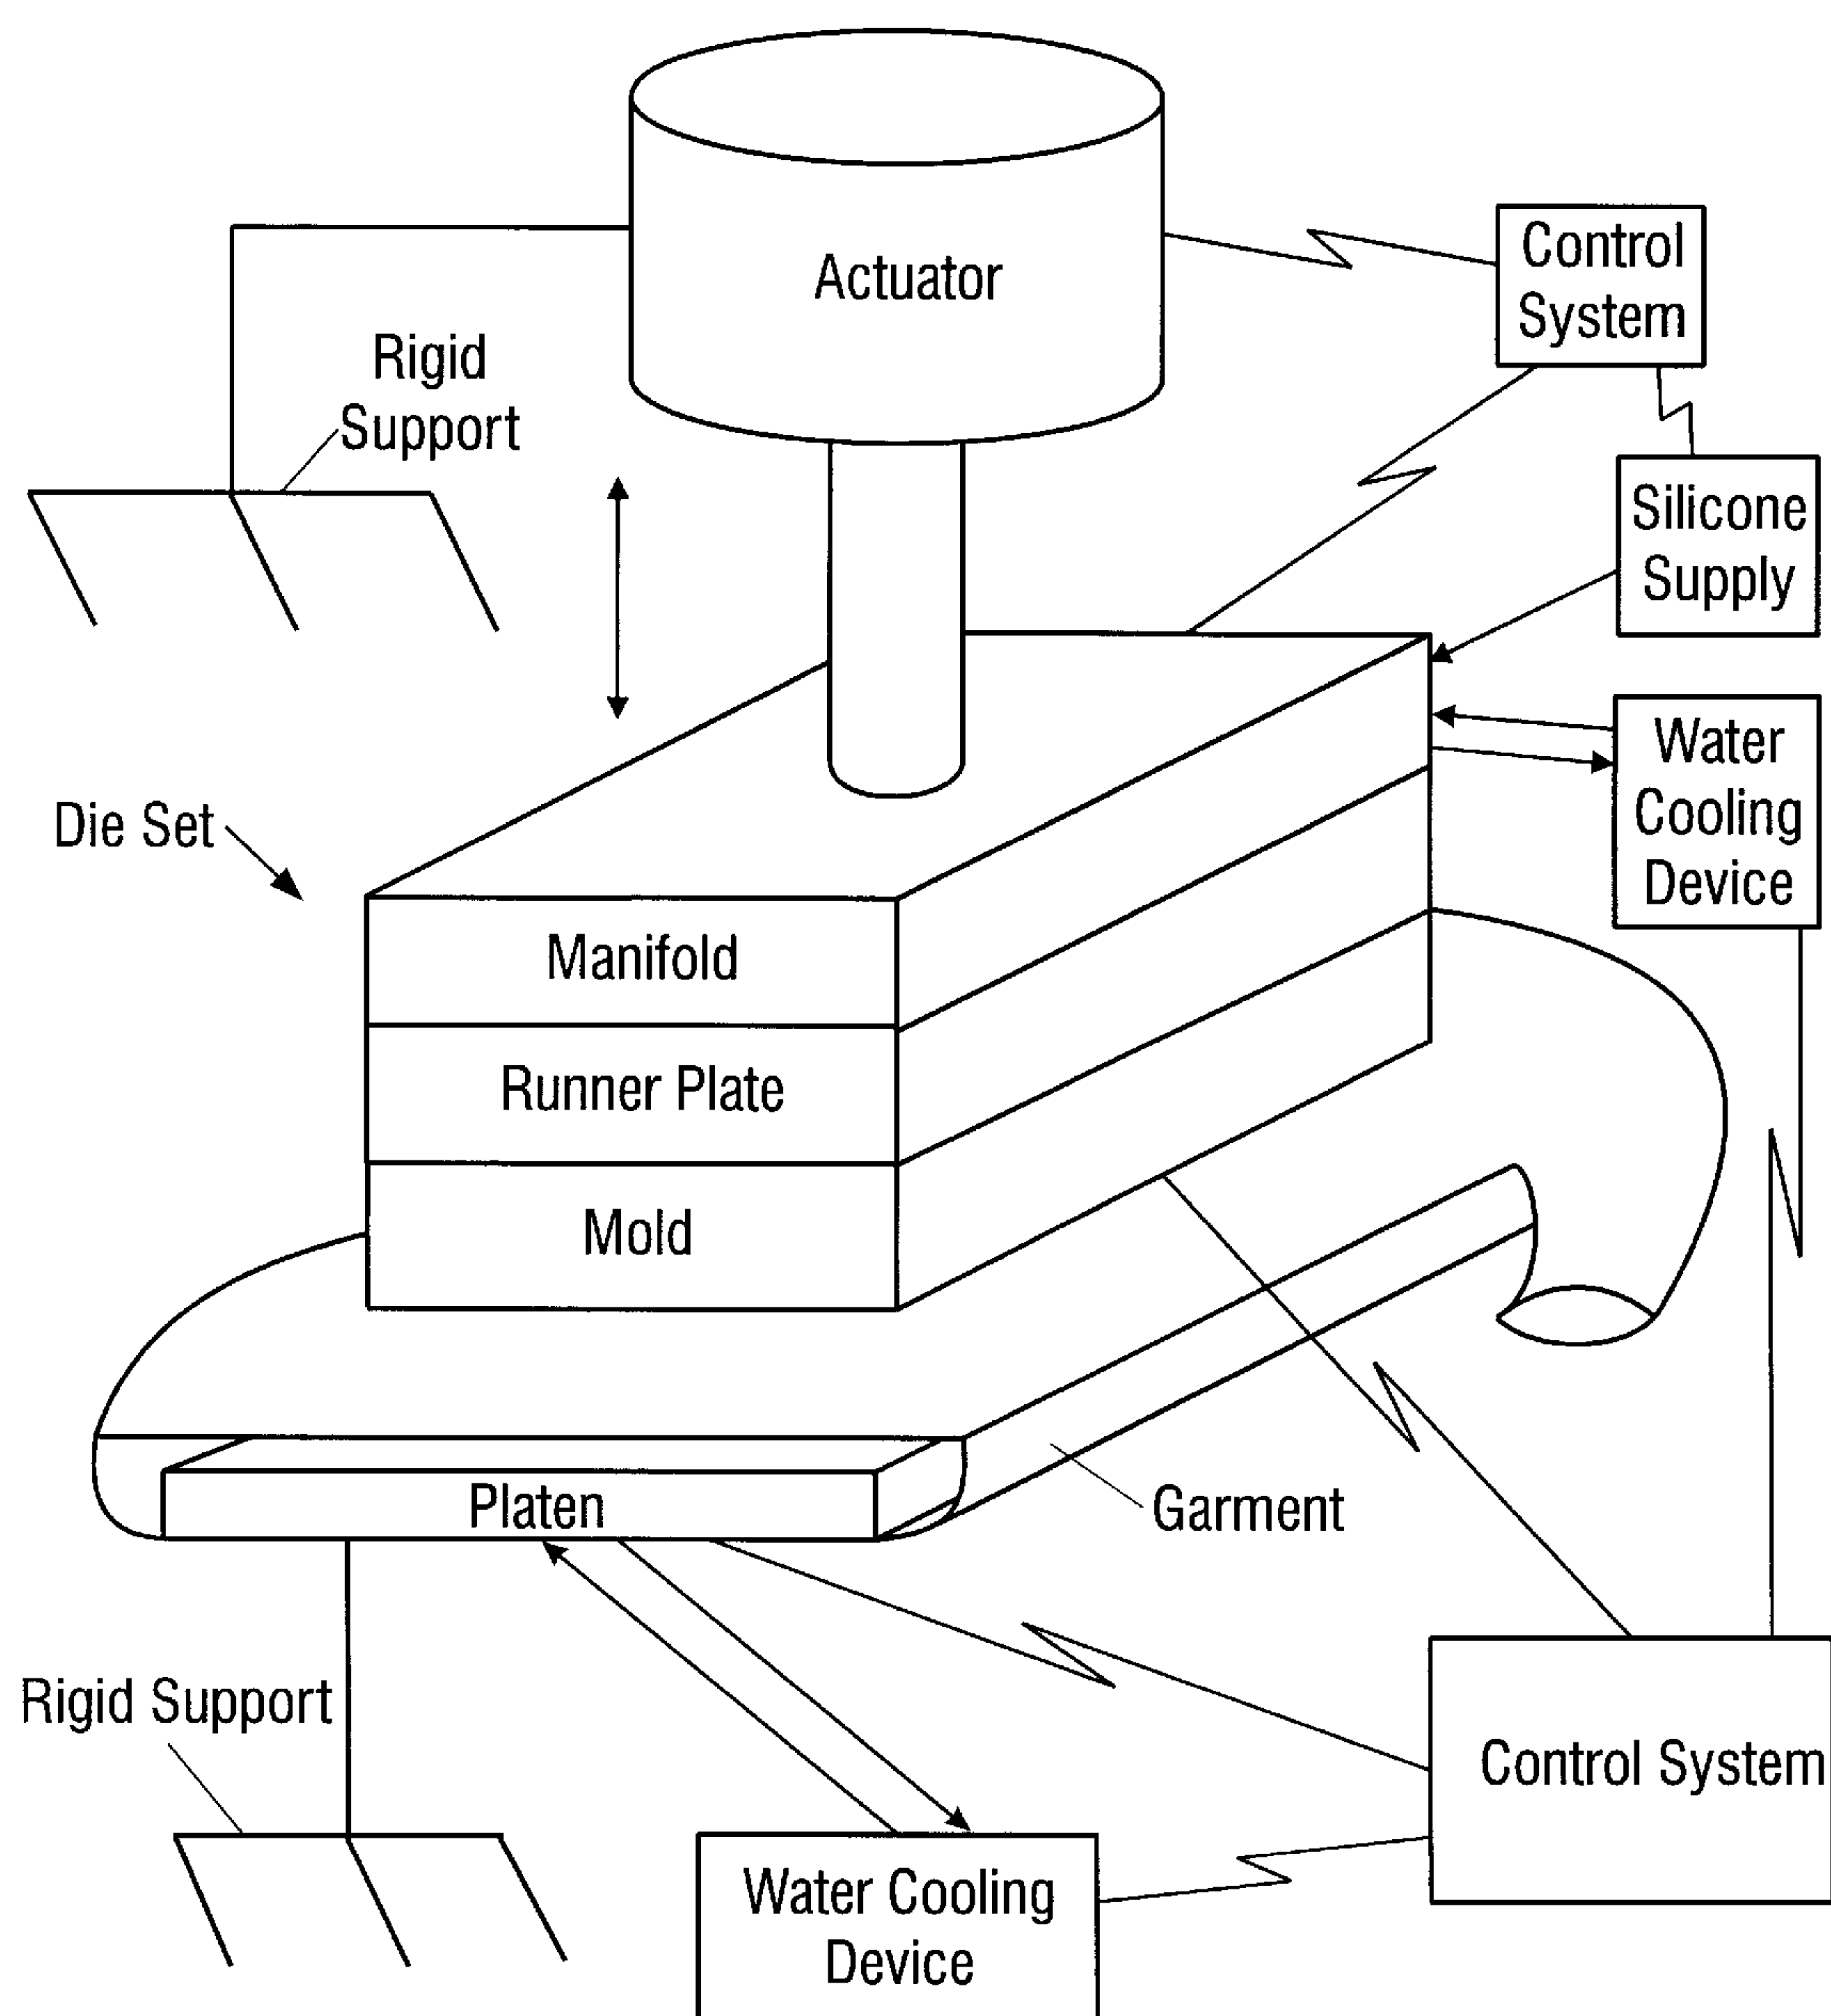 Actuator
Control
System
Rigid
Support
Silicone
Supply
Water
Cooling
Device
Die Set
Manifold
Runner Plate
Mold
Platen
Garment
Rigid Support
Control System
Water Cooling
Device